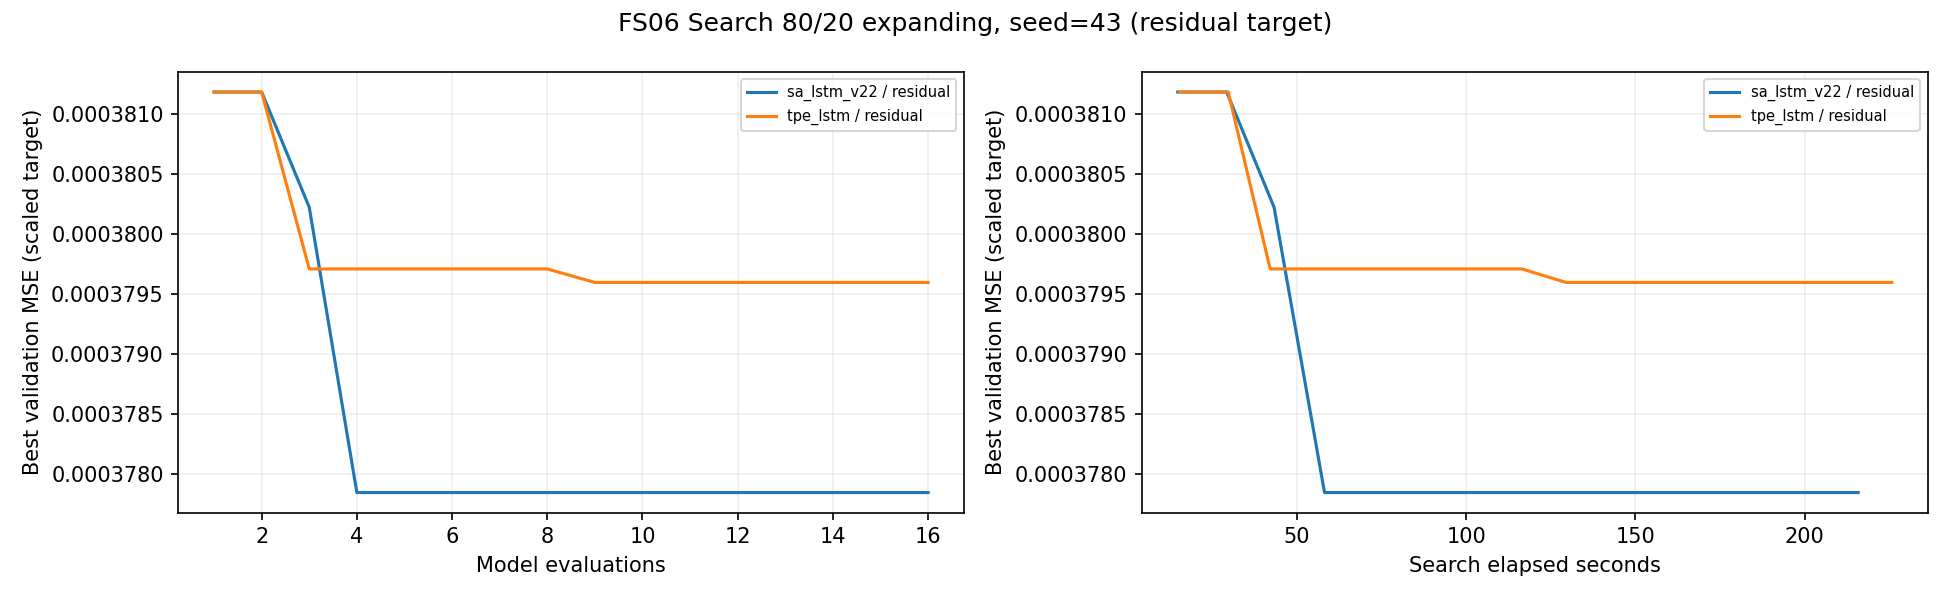 FS06 Search 80/20 expanding, seed=43 (residual target)
Best validation MSE (scaled target)
0.0003810
0.0003805
0.0003800
0.0003795
0.0003790
0.0003785
0.0003780
sa_lstm_v22 / residual
tpe_lstm / residual
2 4 6 8 10 12 14 16
Model evaluations
Best validation MSE (scaled target)
0.0003810
0.0003805
0.0003800
0.0003795
0.0003790
0.0003785
0.0003780
sa_lstm_v22 / residual
tpe_lstm / residual
50 100 150 200
Search elapsed seconds